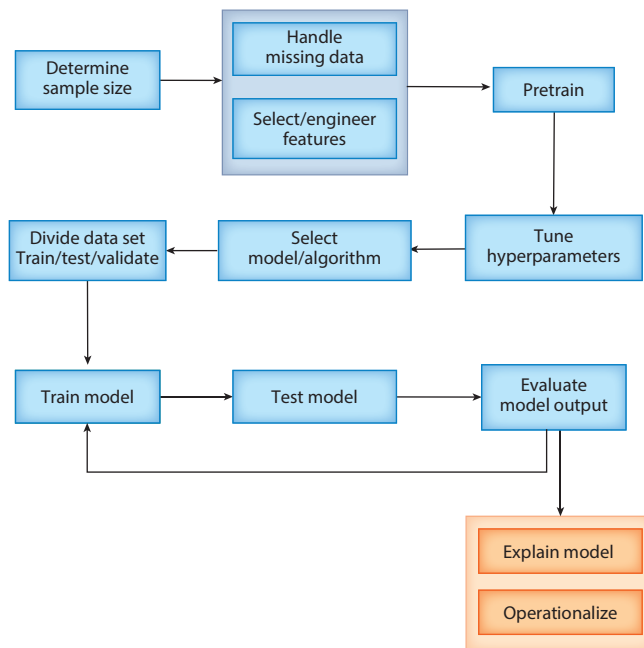 Determine
sample size
Handle
missing data
Select/engineer
features
Pretrain
Tune
hyperparameters
Select
model/algorithm
Divide data set
Train/test/validate
Train model
Test model
Evaluate
model output
Explain model
Operationalize